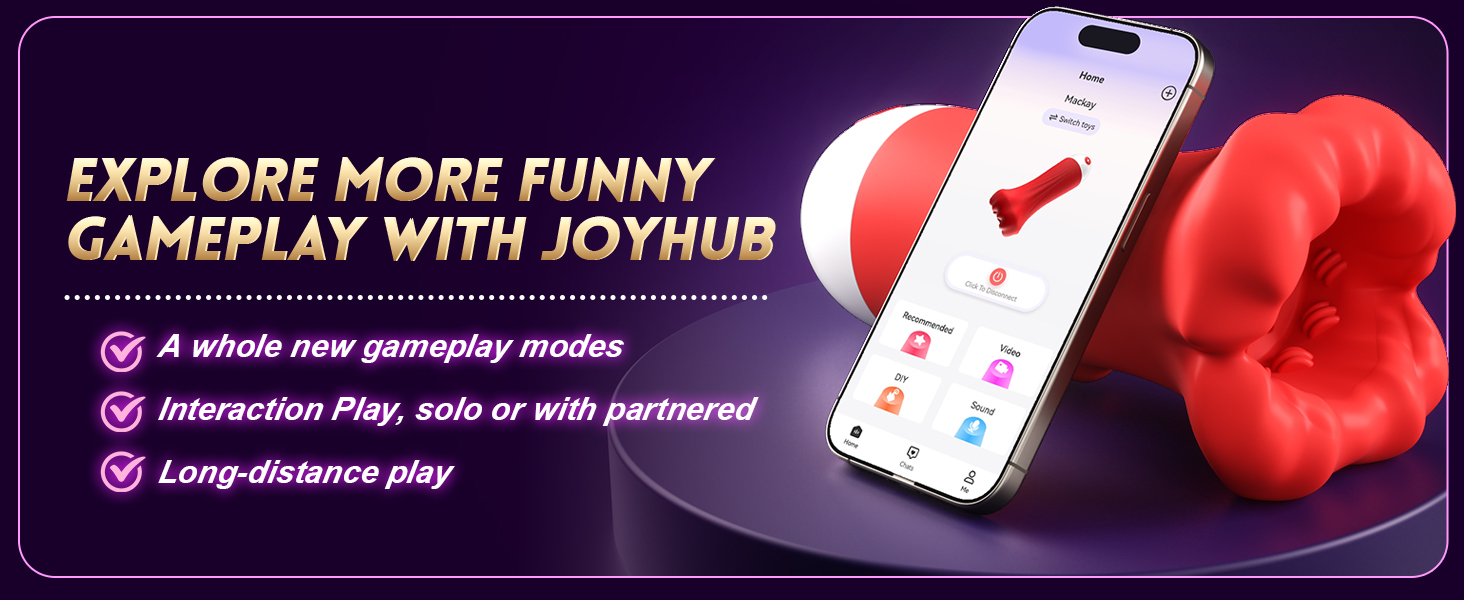 EXPLORE MORE FUNNY
GAMEPLAY WITH JOYHUB
A whole new gameplay modes
Interaction Play, solo or with partnered
Long-distance play
Home
Mackay
Switch toys
Click To Disconnect
Recommended
Video
DIY
Sound
Home
Chats
Me